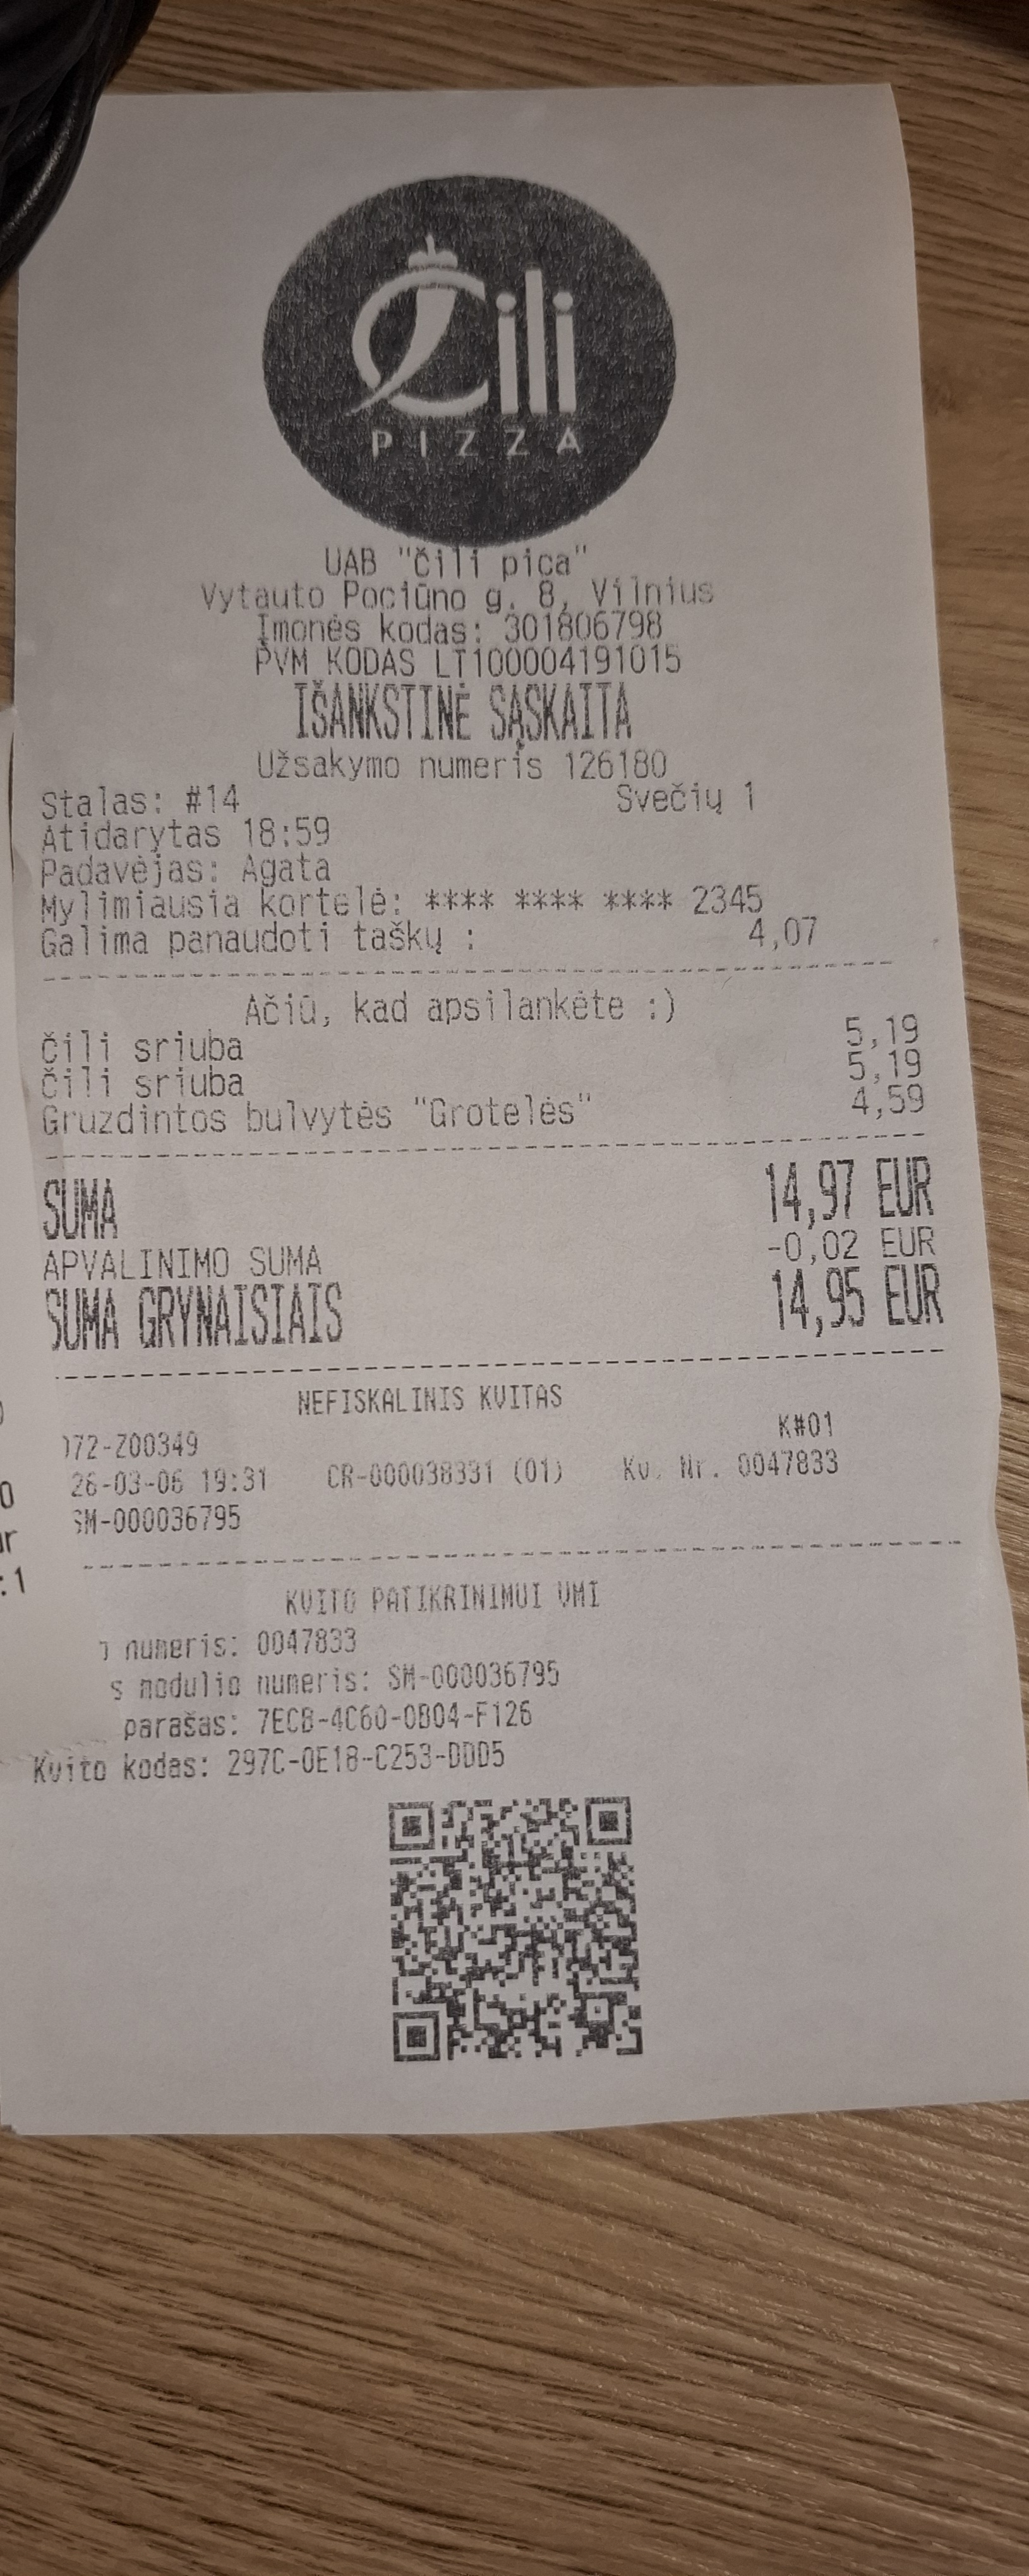 Čili
PIZZA
UAB "Čili pica"
Vytauto Pociūno g. 8, Vilnius
Įmonės kodas: 301806798
PVM KODAS LT100004191015
IŠANKSTINĖ SĄSKAITA
Užsakymo numeris 126180
Stalas: #14 Svečių 1
Atidarytas 18:59
Padavėjas: Agata
Mylimiausia kortelė: **** **** **** 2345
Galima panaudoti taškų : 4,07
Ačiū, kad apsilankėte :)
Čili sriuba 5,19
Čili sriuba 5,19
Gruzdintos bulvytės "Grotelės" 4,59
SUMA 14,97 EUR
APVALINIMO SUMA -0,02 EUR
SUMA GRYNAISIAIS 14,95 EUR
NEFISKALINIS KVITAS
072-Z00349 K#01
26-03-06 19:31 CR-000038331 (01) Kv. Nr. 0047833
SM-000036795
KVITO PATIKRINIMUI VMI
numeris: 0047833
s modulio numeris: SM-000036795
parašas: 7ECB-4C60-0B04-F126
Kvito kodas: 297C-0E18-C253-DDD5